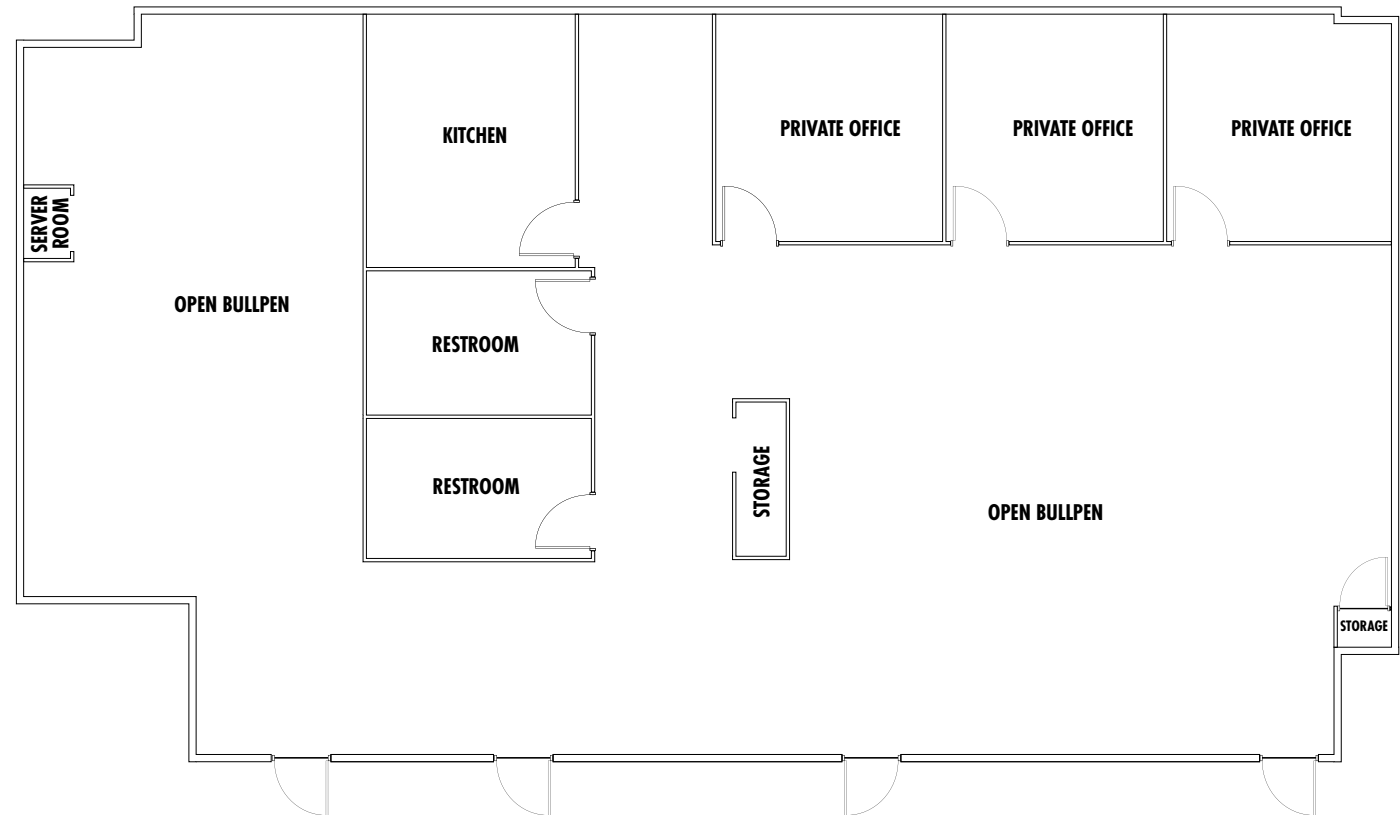 KITCHEN
PRIVATE OFFICE
PRIVATE OFFICE
PRIVATE OFFICE
SERVER
ROOM
OPEN BULLPEN
RESTROOM
RESTROOM
STORAGE
OPEN BULLPEN
STORAGE